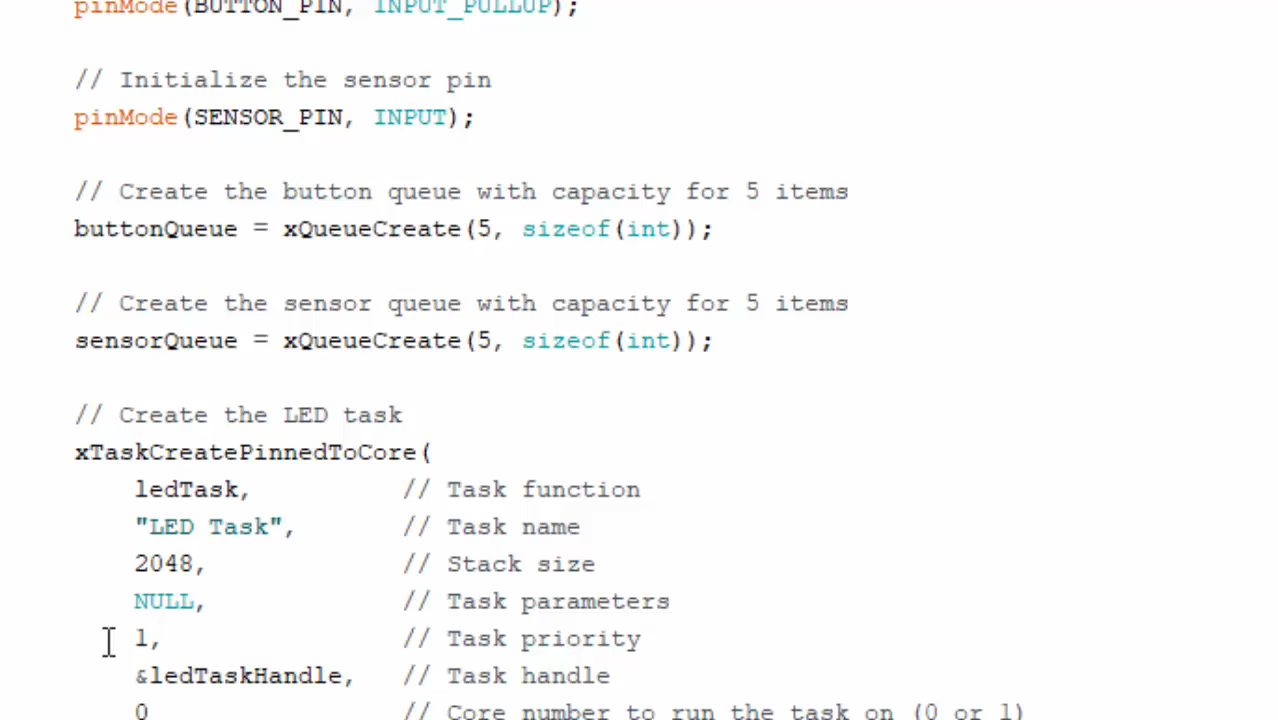 pinMode(BUTTON_PIN, INPUT_PULLUP);
// Initialize the sensor pin
pinMode(SENSOR_PIN, INPUT);
// Create the button queue with capacity for 5 items
buttonQueue = xQueueCreate(5, sizeof(int));
// Create the sensor queue with capacity for 5 items
sensorQueue = xQueueCreate(5, sizeof(int));
// Create the LED task
xTaskCreatePinnedToCore(
ledTask, // Task function
"LED Task", // Task name
2048, // Stack size
NULL, // Task parameters
1, // Task priority
&ledTaskHandle, // Task handle
0 // Core number to run the task on (0 or 1)